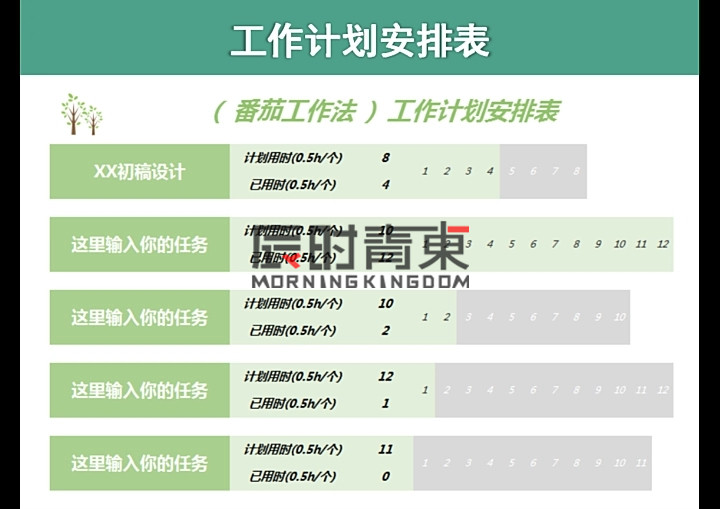 工作计划安排表
（番茄工作法）工作计划安排表
XX初稿设计
计划用时(0.5h/个) 8
已用时(0.5h/个) 4
1 2 3 4 5 6 7 8
这里输入你的任务
计划用时(0.5h/个) 10
已用时(0.5h/个) 12
1 2 3 4 5 6 7 8 9 10 11 12
辰时青束
MORNINGKINGDOM
这里输入你的任务
计划用时(0.5h/个) 10
已用时(0.5h/个) 2
1 2 3 4 5 6 7 8 9 10
这里输入你的任务
计划用时(0.5h/个) 12
已用时(0.5h/个) 1
1 2 3 4 5 6 7 8 9 10 11 12
这里输入你的任务
计划用时(0.5h/个) 11
已用时(0.5h/个) 0
1 2 3 4 5 6 7 8 9 10 11